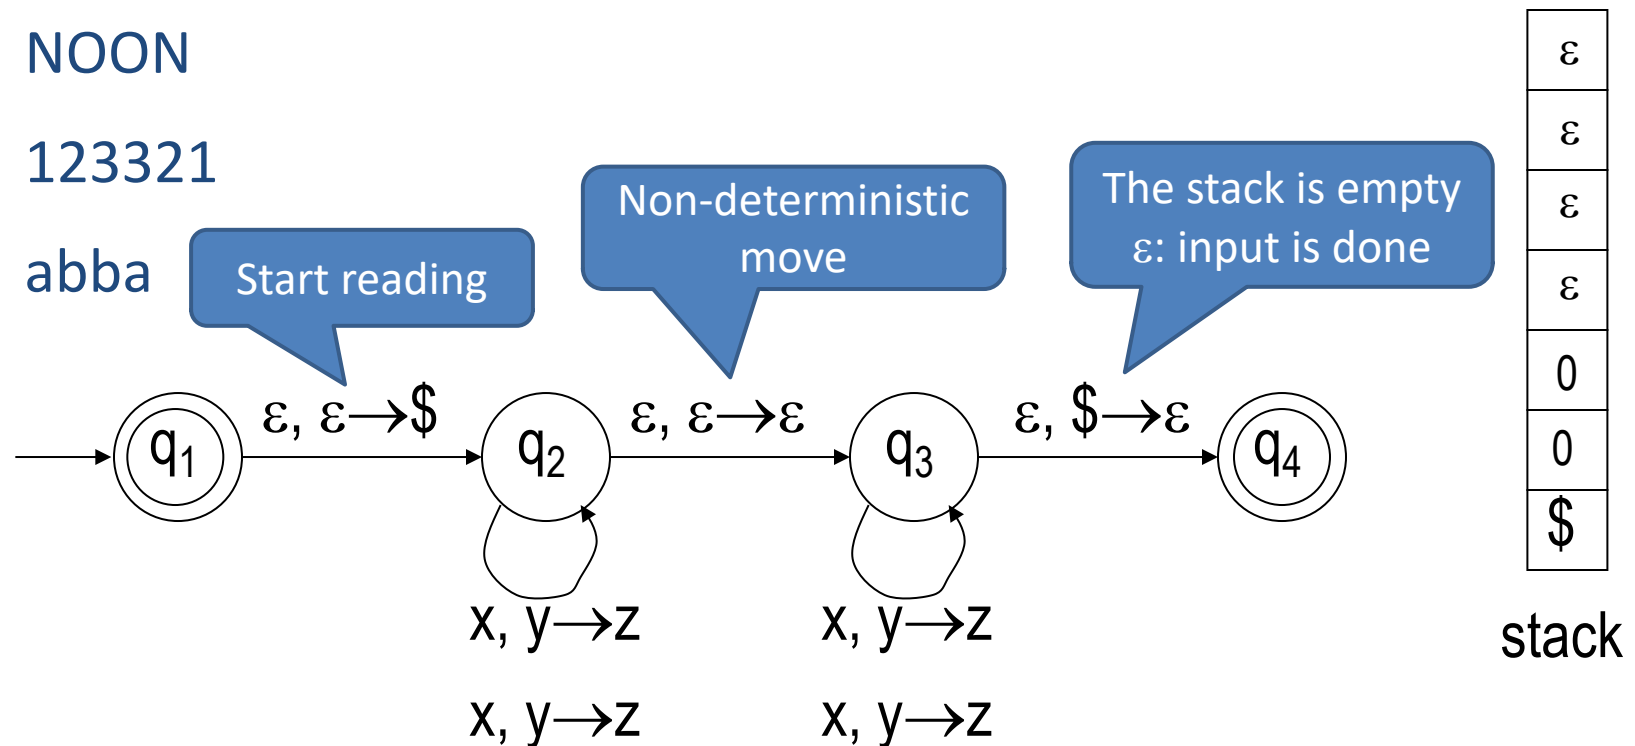 NOON
123321
abba
Start reading
Non-deterministic
move
The stack is empty
ε: input is done
q₁
ε, ε→$
q₂
ε, ε→ε
q₃
ε, $→ε
q₄
x, y→z
x, y→z
x, y→z
x, y→z
ε
ε
ε
ε
0
0
$
stack